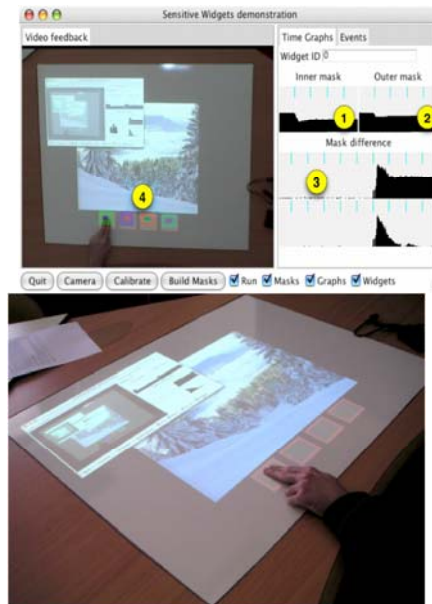 Sensitive Widgets demonstration
Video feedback
Time Graphs Events
Widget ID 0
Inner mask Outer mask
1 2
Mask difference
3
4
Quit Camera Calibrate Build Masks Run Masks Graphs Widgets